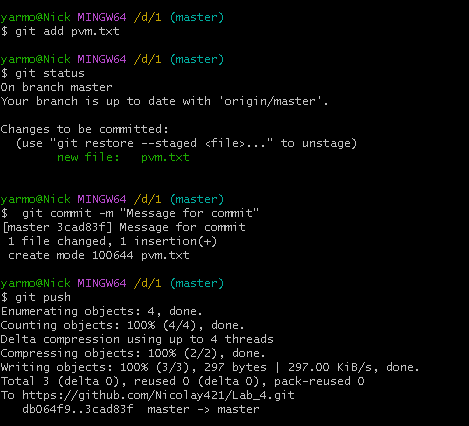 yarmo@Nick MINGW64 /d/1 (master)
$ git add pvm.txt
yarmo@Nick MINGW64 /d/1 (master)
$ git status
On branch master
Your branch is up to date with 'origin/master'.
Changes to be committed:
  (use "git restore --staged <file>..." to unstage)
        new file:   pvm.txt
yarmo@Nick MINGW64 /d/1 (master)
$  git commit -m "Message for commit"
[master 3cad83f] Message for commit
 1 file changed, 1 insertion(+)
 create mode 100644 pvm.txt
yarmo@Nick MINGW64 /d/1 (master)
$ git push
Enumerating objects: 4, done.
Counting objects: 100% (4/4), done.
Delta compression using up to 4 threads
Compressing objects: 100% (2/2), done.
Writing objects: 100% (3/3), 297 bytes | 297.00 KiB/s, done.
Total 3 (delta 0), reused 0 (delta 0), pack-reused 0
To https://github.com/Nicolay421/Lab_4.git
   db064f9..3cad83f  master -> master